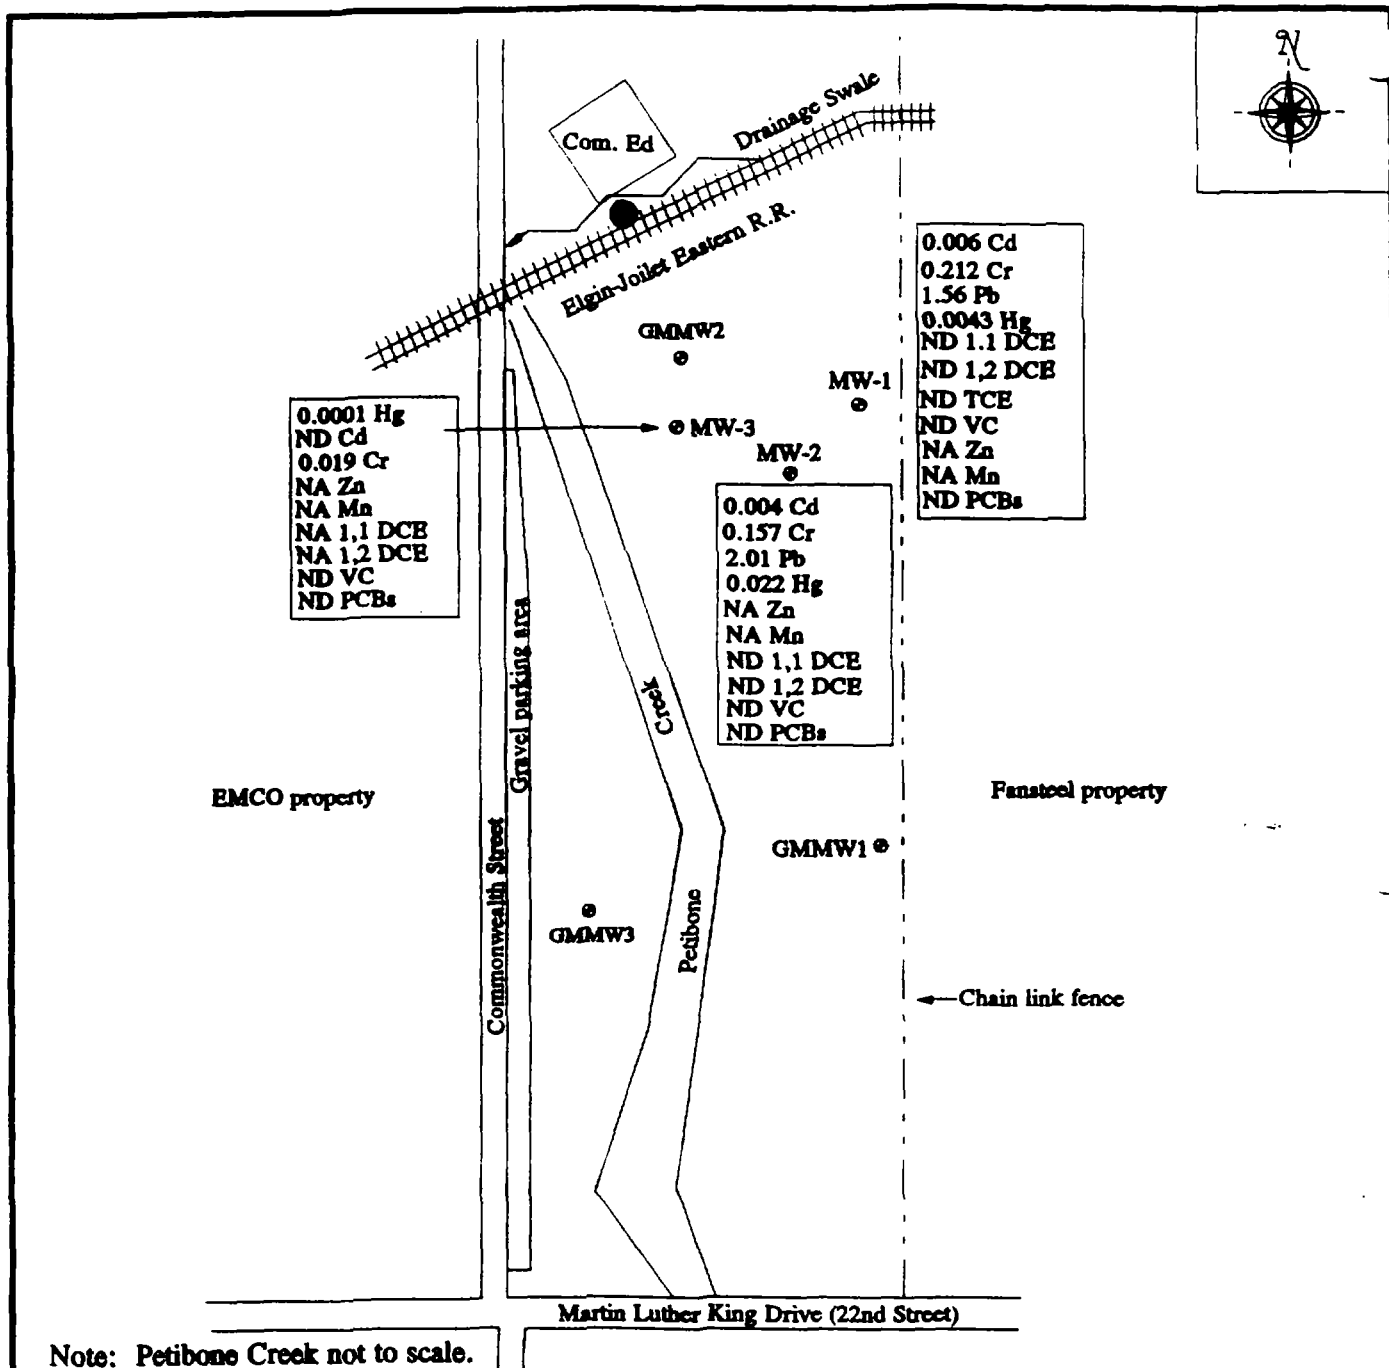 N
Com. Ed
Drainage Swale
Elgin-Joilet Eastern R.R.
GMMW2
MW-1
MW-3
MW-2
0.006 Cd
0.212 Cr
1.56 Pb
0.0043 Hg
ND 1.1 DCE
ND 1,2 DCE
ND TCE
ND VC
NA Zn
NA Mn
ND PCBs
0.0001 Hg
ND Cd
0.019 Cr
NA Zn
NA Mn
NA 1,1 DCE
NA 1,2 DCE
ND VC
ND PCBs
0.004 Cd
0.157 Cr
2.01 Pb
0.022 Hg
NA Zn
NA Mn
ND 1,1 DCE
ND 1,2 DCE
ND VC
ND PCBs
Gravel parking area
Creek
EMCO property
Fansteel property
GMMW1
Commonwealth Street
GMMW3
Petibone
Chain link fence
Martin Luther King Drive (22nd Street)
Note: Petibone Creek not to scale.